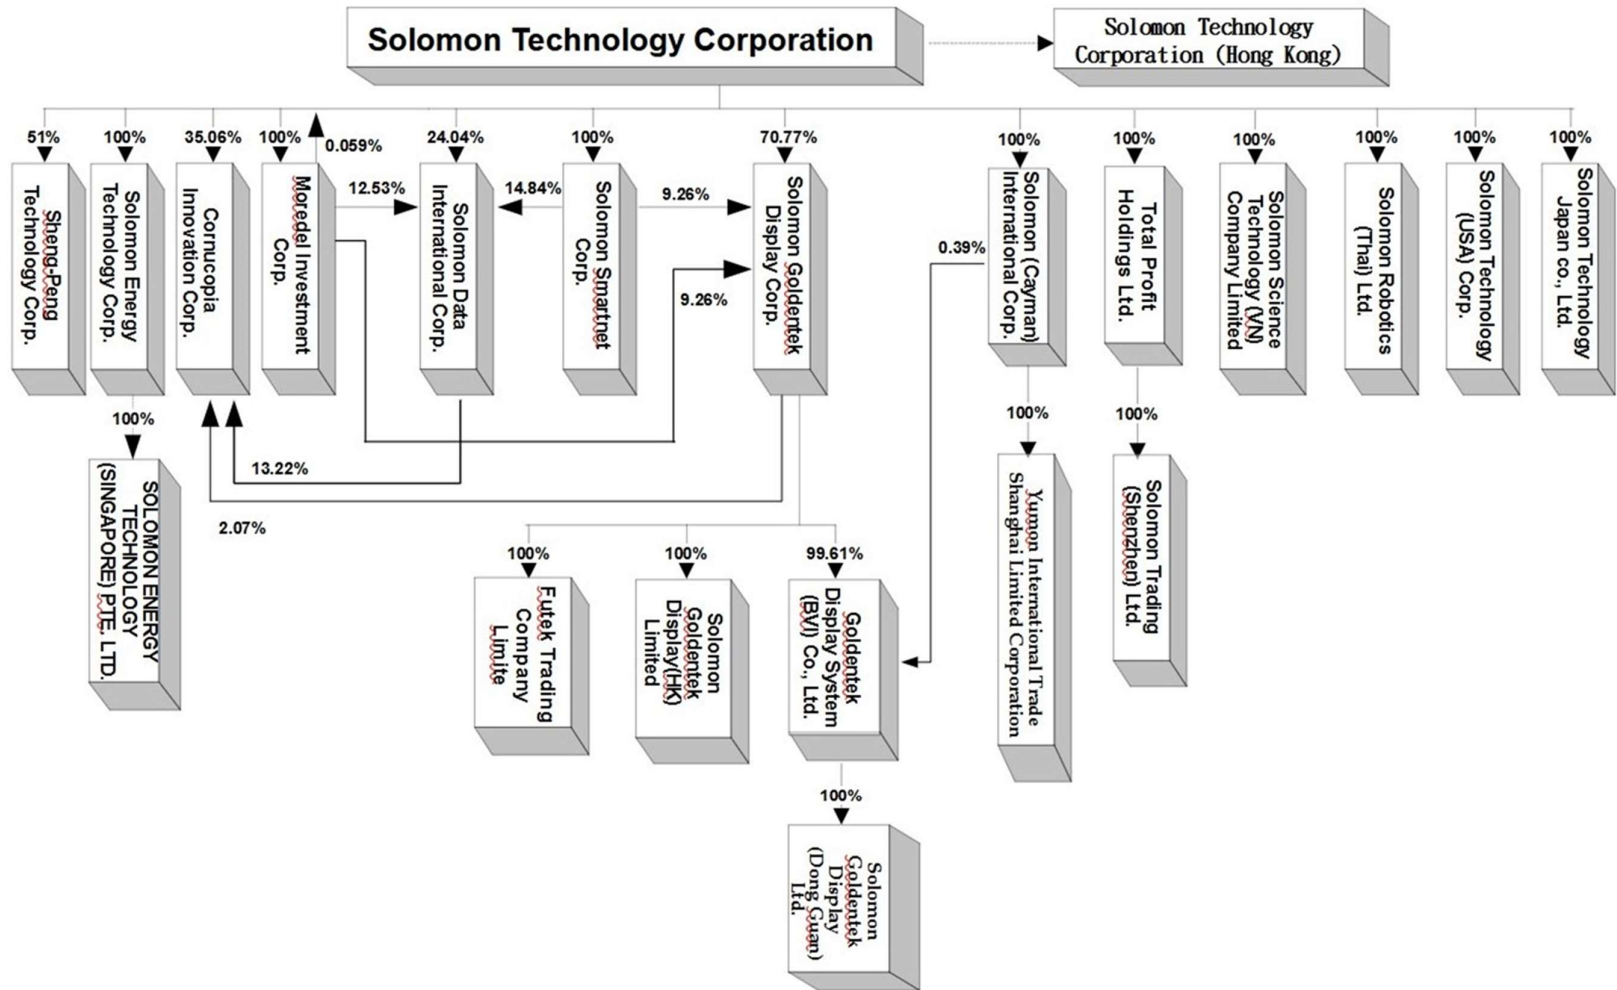 Solomon Technology Corporation
Solomon Technology
Corporation (Hong Kong)
51%
100%
35.06%
100%
0.059%
24.04%
100%
70.77%
100%
100%
100%
100%
100%
100%
Sheng-Peng
Technology Corp.
Solomon Energy
Technology Corp.
Cornucopia
Innovation Corp.
Moredel Investment
Corp.
12.53%
Solomon Data
International Corp.
14.84%
Solomon Smartnet
Corp.
9.26%
9.26%
Solomon Goldentek
Display Corp.
0.39%
Solomon (Cayman)
International Corp.
Total Profit
Holdings Ltd.
Solomon Science
Technology (VN)
Company Limited
Solomon Robotics
(Thai) Ltd.
Solomon Technology
(USA) Corp.
Solomon Technology
Japan co., Ltd.
100%
13.22%
2.07%
100%
100%
SOLOMON ENERGY
TECHNOLOGY
(SINGAPORE) PTE. LTD.
100%
100%
99.61%
Futek Trading
Company
Limite
Solomon
Goldentek
Display(HK)
Limited
Goldentek
Display System
(BVI) Co., Ltd.
Yumon International Trade
Shanghai Limited Corporation
Solomon Trading
(Shenzhen) Ltd.
100%
Solomon
Goldentek
Display
(Dong Guan)
Ltd.